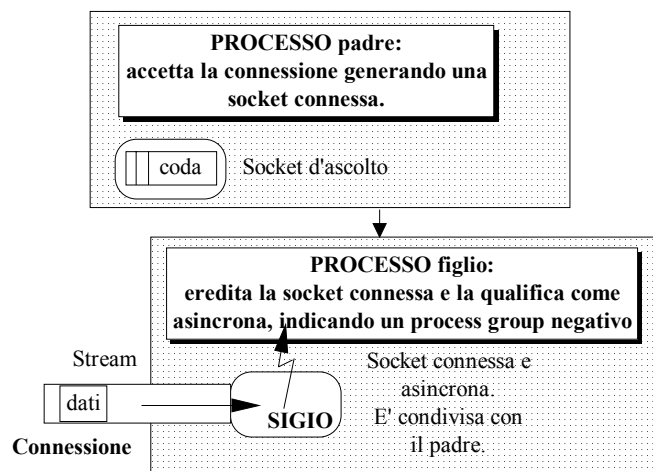 PROCESSO padre:
accetta la connessione generando una
socket connessa.
coda
Socket d'ascolto
PROCESSO figlio:
eredita la socket connessa e la qualifica come
asincrona, indicando un process group negativo
Stream
dati
Connessione
SIGIO
Socket connessa e
asincrona.
E' condivisa con
il padre.